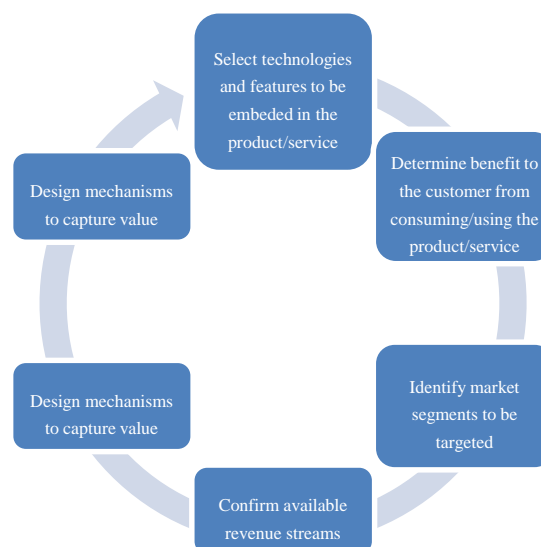 Select technologies
and features to be
embeded in the
product/service
Determine benefit to
the customer from
consuming/using the
product/service
Identify market
segments to be
targeted
Confirm available
revenue streams
Design mechanisms
to capture value
Design mechanisms
to capture value